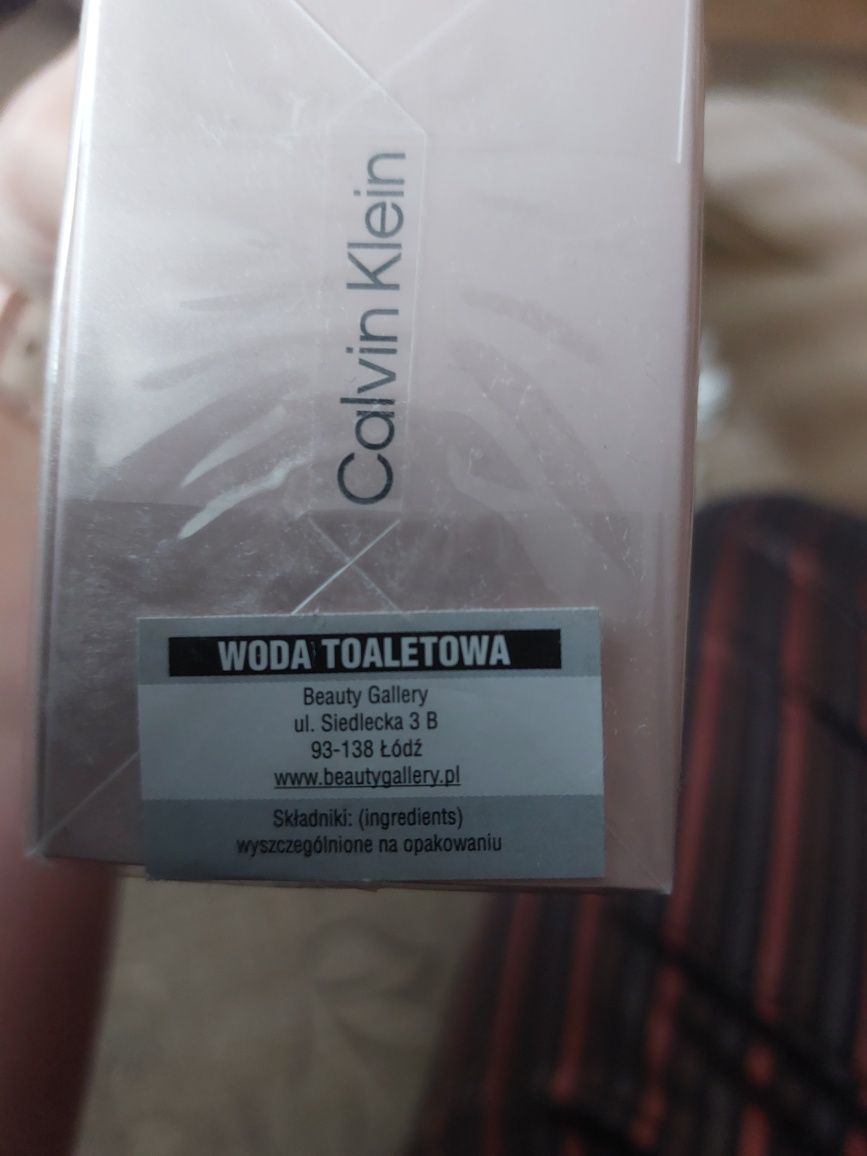 Calvin Klein
WODA TOALETOWA
Beauty Gallery
ul. Siedlecka 3 B
93-138 Łódź
www.beautygallery.pl
Składniki: (ingredients)
wyszczególnione na opakowaniu